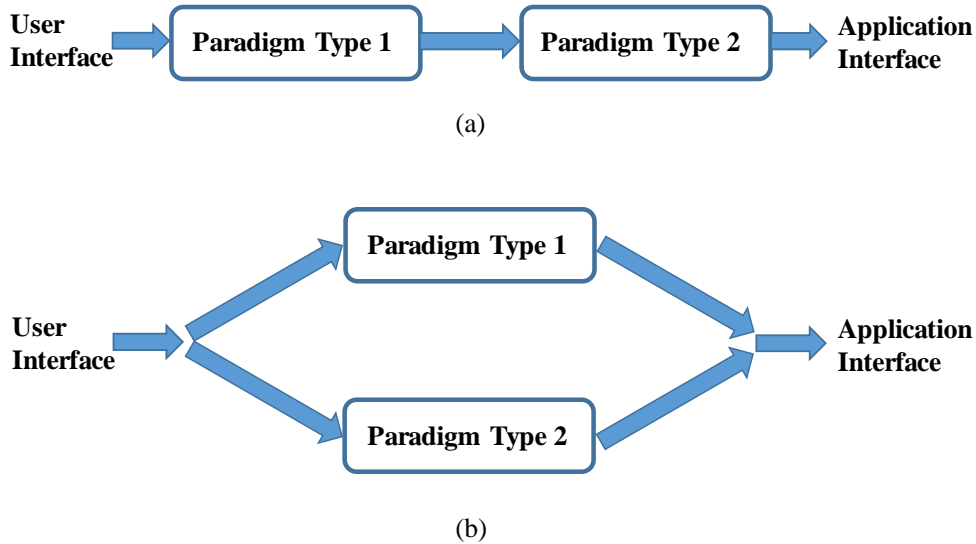 User
Interface
Paradigm Type 1
Paradigm Type 2
Application
Interface
(a)
Paradigm Type 1
User
Interface
Application
Interface
Paradigm Type 2
(b)